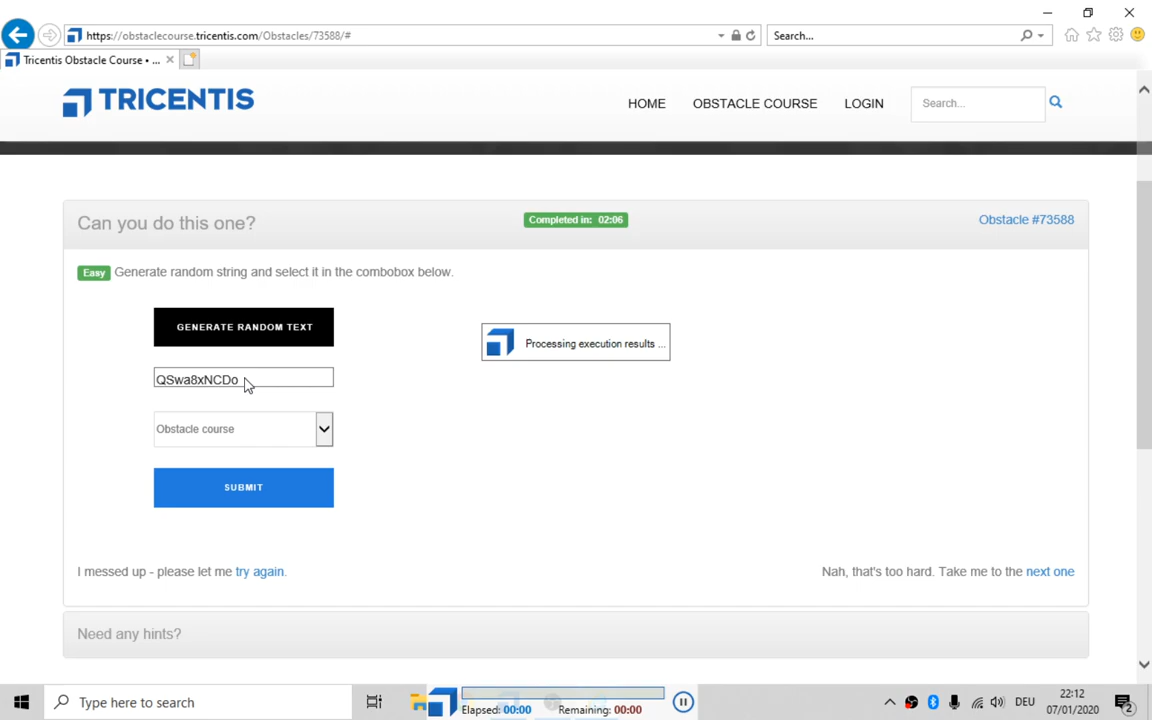 https://obstaclecourse.tricentis.com/Obstacles/73588/#
Search...
Tricentis Obstacle Course • ...
TRICENTIS
HOME
OBSTACLE COURSE
LOGIN
Search...
Can you do this one?
Completed in: 02:06
Obstacle #73588
Easy
Generate random string and select it in the combobox below.
GENERATE RANDOM TEXT
Processing execution results ...
QSwa8xNCDo
Obstacle course
SUBMIT
I messed up - please let me try again.
Nah, that's too hard. Take me to the next one
Need any hints?
Type here to search
Elapsed: 00:00
Remaining: 00:00
DEU
22:12
07/01/2020
2